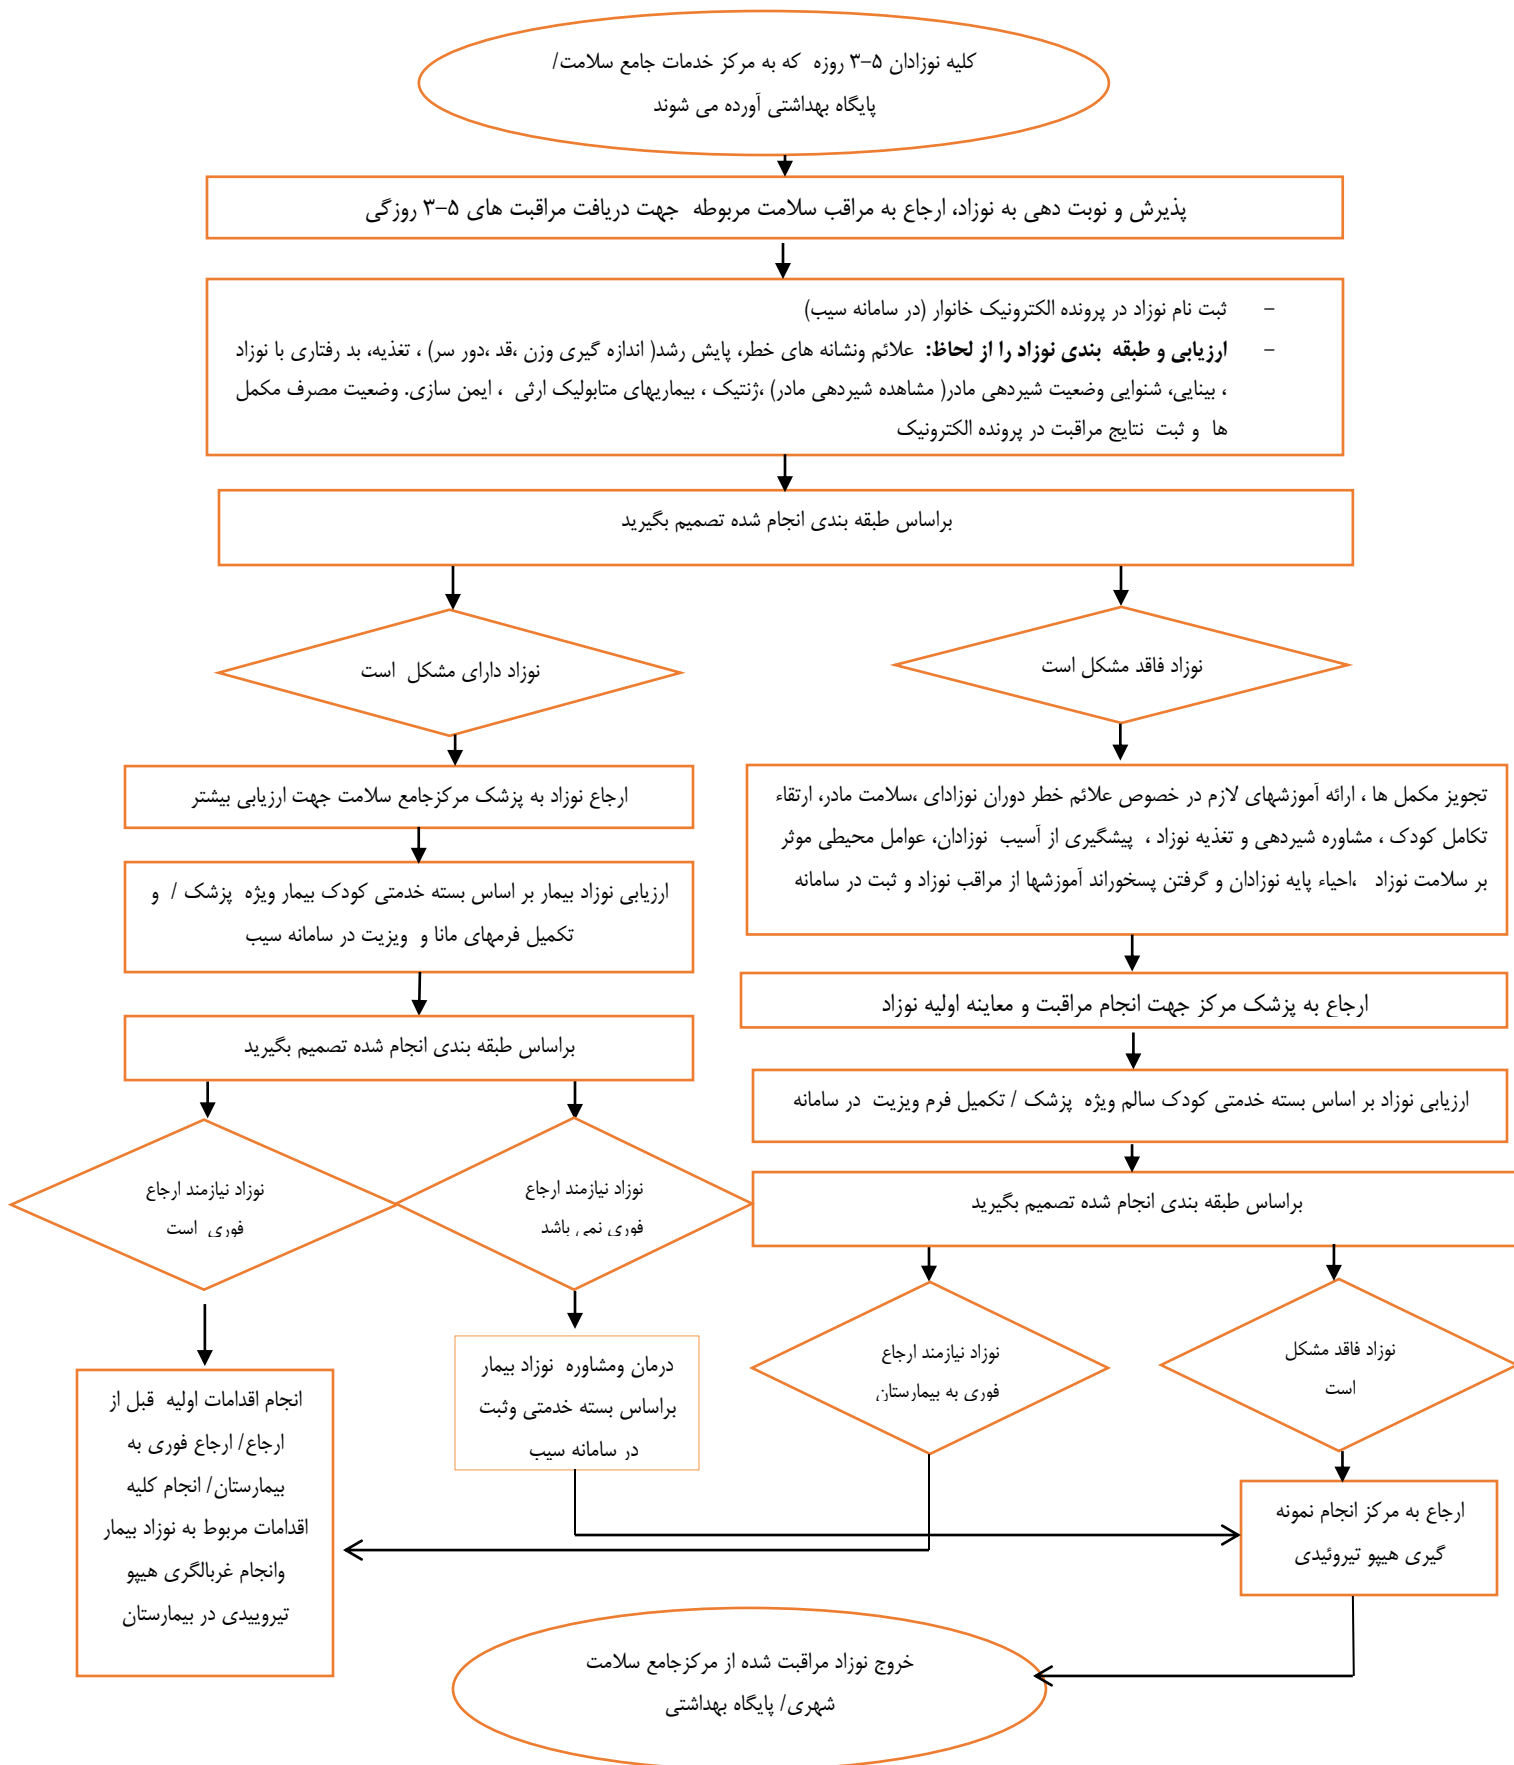 کلیه نوزادان ۵-۳ روزه که به مرکز خدمات جامع سلامت/
پایگاه بهداشتی آورده می شوند
پذیرش و نوبت دهی به نوزاد، ارجاع به مراقب سلامت مربوطه جهت دریافت مراقبت های ۵-۳ روزگی
- ثبت نام نوزاد در پرونده الکترونیک خانوار (در سامانه سیب)
- ارزیابی و طبقه بندی نوزاد را از لحاظ: علائم ونشانه های خطر، پایش رشد( اندازه گیری وزن ،قد ،دور سر) ، تغذیه، بد رفتاری با نوزاد
، بینایی، شنوایی وضعیت شیردهی مادر( مشاهده شیردهی مادر) ،ژنتیک ، بیماریهای متابولیک ارثی ، ایمن سازی. وضعیت مصرف مکمل
ها و ثبت نتایج مراقبت در پرونده الکترونیک
براساس طبقه بندی انجام شده تصمیم بگیرید
نوزاد فاقد مشکل است
نوزاد دارای مشکل است
تجویز مکمل ها ، ارائه آموزشهای لازم در خصوص علائم خطر دوران نوزادای ،سلامت مادر، ارتقاء
تکامل کودک ، مشاوره شیردهی و تغذیه نوزاد ، پیشگیری از آسیب نوزادان، عوامل محیطی موثر
بر سلامت نوزاد ،احیاء پایه نوزادان و گرفتن پسخوراند آموزشها از مراقب نوزاد و ثبت در سامانه
ارجاع به پزشک مرکز جهت انجام مراقبت و معاینه اولیه نوزاد
ارزیابی نوزاد بر اساس بسته خدمتی کودک سالم ویژه پزشک / تکمیل فرم ویزیت در سامانه
براساس طبقه بندی انجام شده تصمیم بگیرید
نوزاد فاقد مشکل
است
نوزاد نیازمند ارجاع
فوری به بیمارستان
ارجاع به مرکز انجام نمونه
گیری هیپو تیروئیدی
ارجاع نوزاد به پزشک مرکزجامع سلامت جهت ارزیابی بیشتر
ارزیابی نوزاد بیمار بر اساس بسته خدمتی کودک بیمار ویژه پزشک / و
تکمیل فرمهای مانا و ویزیت در سامانه سیب
براساس طبقه بندی انجام شده تصمیم بگیرید
نوزاد نیازمند ارجاع
فوری نمی باشد
نوزاد نیازمند ارجاع
فوری است
درمان ومشاوره نوزاد بیمار
براساس بسته خدمتی وثبت
در سامانه سیب
انجام اقدامات اولیه قبل از
ارجاع/ ارجاع فوری به
بیمارستان/ انجام کلیه
اقدامات مربوط به نوزاد بیمار
وانجام غربالگری هیپو
تیروییدی در بیمارستان
خروج نوزاد مراقبت شده از مرکزجامع سلامت
شهری/ پایگاه بهداشتی